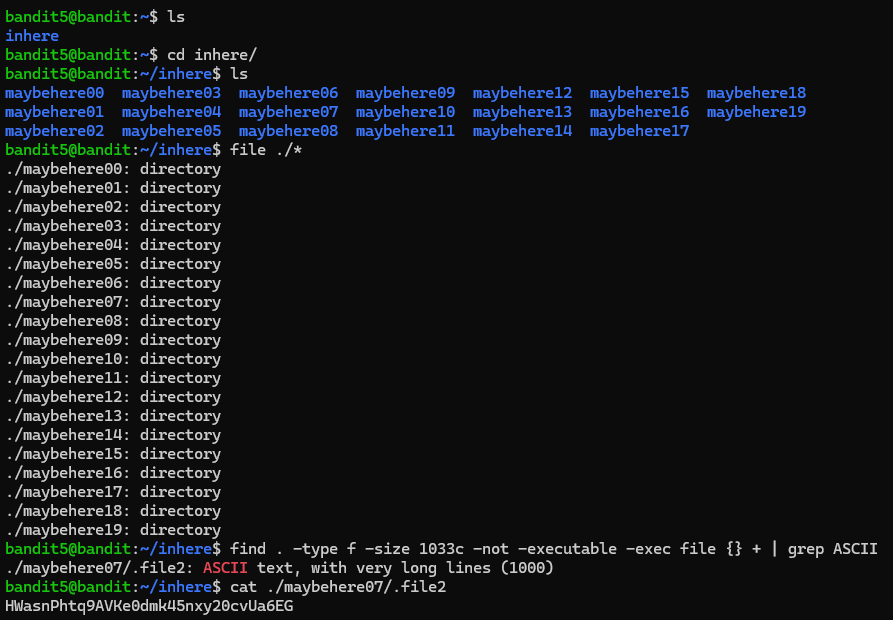 bandit5@bandit:~$ ls
inhere
bandit5@bandit:~$ cd inhere/
bandit5@bandit:~/inhere$ ls
maybehere00  maybehere03  maybehere06  maybehere09  maybehere12  maybehere15  maybehere18
maybehere01  maybehere04  maybehere07  maybehere10  maybehere13  maybehere16  maybehere19
maybehere02  maybehere05  maybehere08  maybehere11  maybehere14  maybehere17
bandit5@bandit:~/inhere$ file ./*
./maybehere00: directory
./maybehere01: directory
./maybehere02: directory
./maybehere03: directory
./maybehere04: directory
./maybehere05: directory
./maybehere06: directory
./maybehere07: directory
./maybehere08: directory
./maybehere09: directory
./maybehere10: directory
./maybehere11: directory
./maybehere12: directory
./maybehere13: directory
./maybehere14: directory
./maybehere15: directory
./maybehere16: directory
./maybehere17: directory
./maybehere18: directory
./maybehere19: directory
bandit5@bandit:~/inhere$ find . -type f -size 1033c -not -executable -exec file {} + | grep ASCII
./maybehere07/.file2: ASCII text, with very long lines (1000)
bandit5@bandit:~/inhere$ cat ./maybehere07/.file2
HWasnPhtq9AVKe0dmk45nxy20cvUa6EG